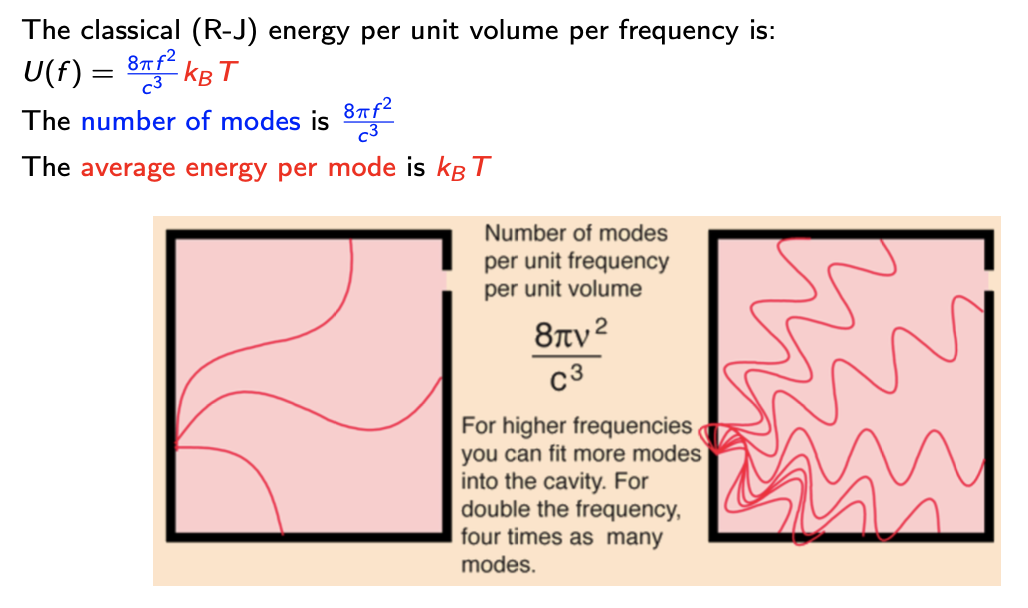 The classical (R-J) energy per unit volume per frequency is:
U(f) = 8πf²/c³ k_B T
The number of modes is 8πf²/c³
The average energy per mode is k_B T
Number of modes
per unit frequency
per unit volume
8πν²
c³
For higher frequencies
you can fit more modes
into the cavity. For
double the frequency,
four times as many
modes.